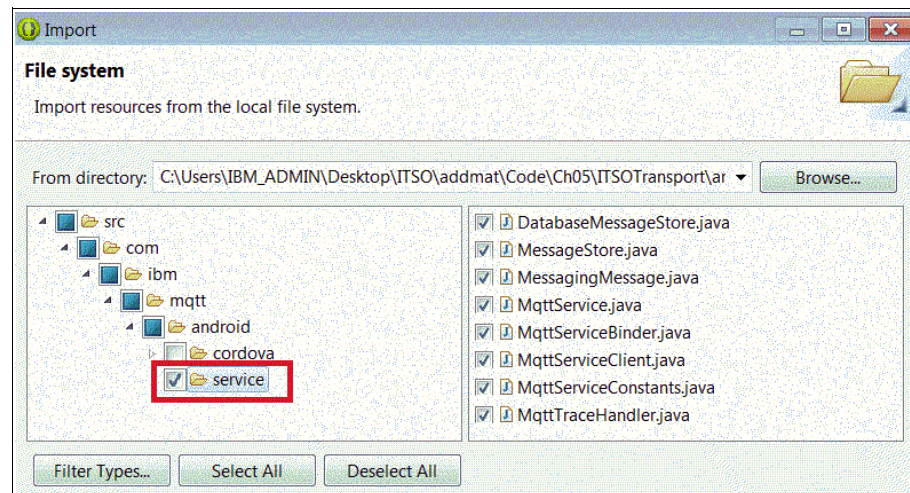 Import
File system
Import resources from the local file system.
From directory: C:\Users\IBM_ADMIN\Desktop\ITSO\addmat\Code\Ch05\ITSOTransport\ar
Browse...
src
com
ibm
mqtt
android
cordova
service
DatabaseMessageStore.java
MessageStore.java
MessagingMessage.java
MqttService.java
MqttServiceBinder.java
MqttServiceClient.java
MqttServiceConstants.java
MqttTraceHandler.java
Filter Types... Select All Deselect All